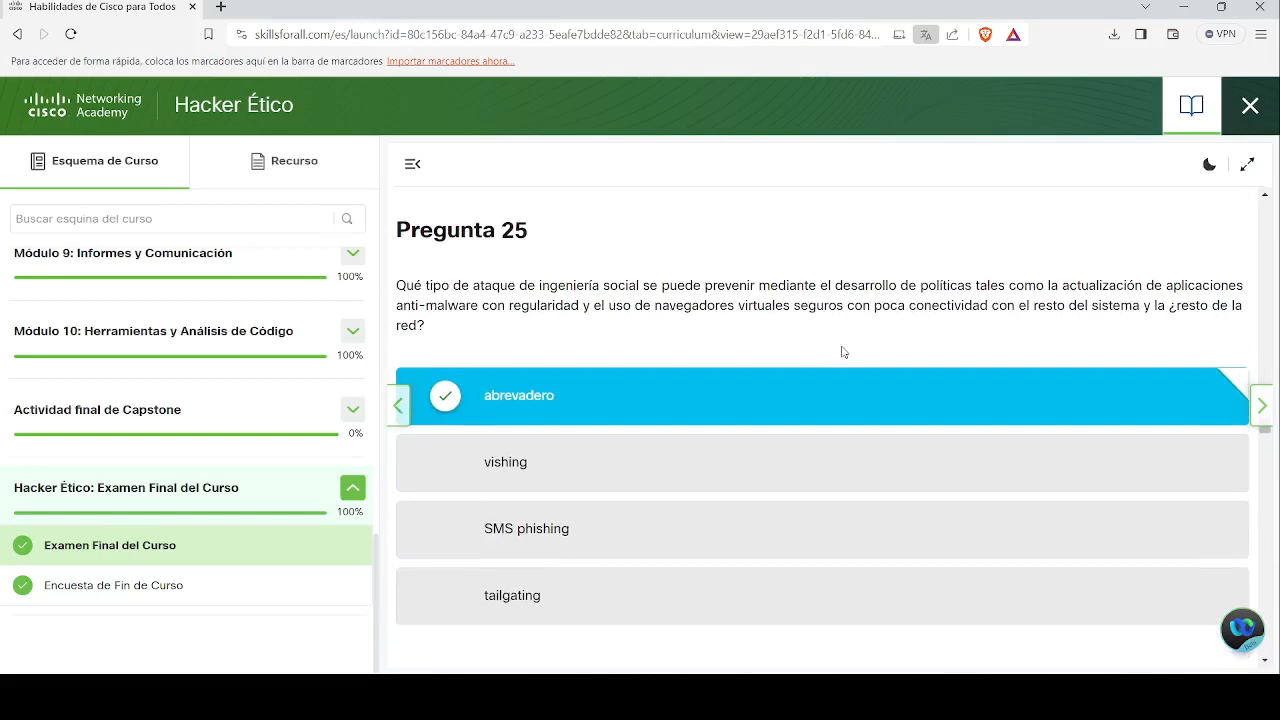 Habilidades de Cisco para Todos
skillsforall.com/es/launch?id=80c156bc-84a4-47c9-a233-5eafe7bdde82&tab=curriculum&view=29aef315-f2d1-5fd6-84...
VPN
Para acceder de forma rápida, coloca los marcadores aquí en la barra de marcadores Importar marcadores ahora...
cisco Networking Academy
Hacker Ético
Esquema de Curso
Recurso
Buscar esquina del curso
Módulo 9: Informes y Comunicación
100%
Módulo 10: Herramientas y Análisis de Código
100%
Actividad final de Capstone
0%
Hacker Ético: Examen Final del Curso
100%
Examen Final del Curso
Encuesta de Fin de Curso
Pregunta 25
Qué tipo de ataque de ingeniería social se puede prevenir mediante el desarrollo de políticas tales como la actualización de aplicaciones
anti-malware con regularidad y el uso de navegadores virtuales seguros con poca conectividad con el resto del sistema y la ¿resto de la
red?
abrevadero
vishing
SMS phishing
tailgating
Beta